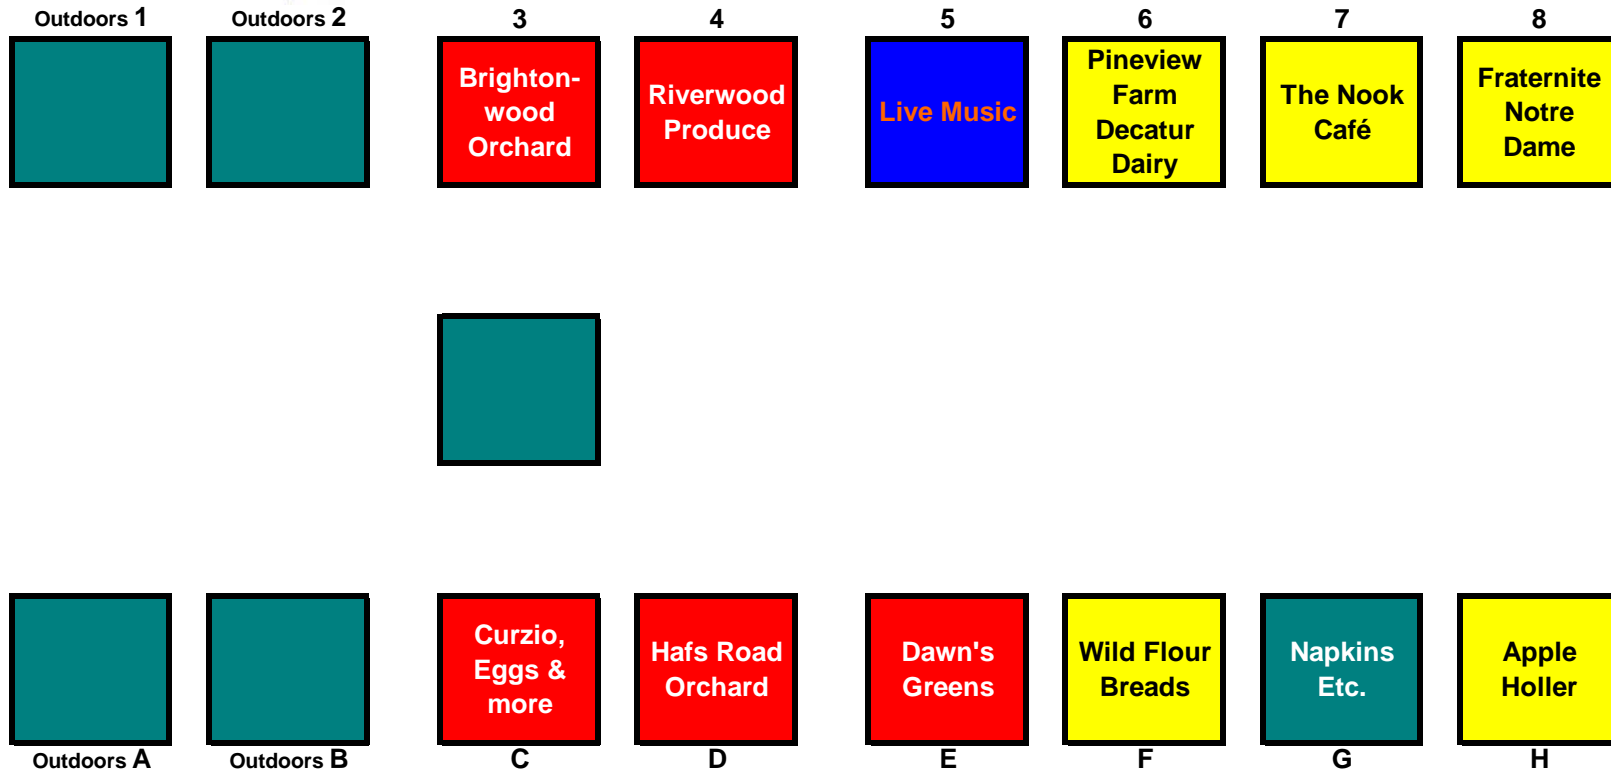 Outdoors 1
Outdoors 2
3
4
5
6
7
8
Brighton-
wood
Orchard
Riverwood
Produce
Live Music
Pineview
Farm
Decatur
Dairy
The Nook
Café
Fraternite
Notre
Dame
Curzio,
Eggs &
more
Hafs Road
Orchard
Dawn's
Greens
Wild Flour
Breads
Napkins
Etc.
Apple
Holler
Outdoors A
Outdoors B
C
D
E
F
G
H